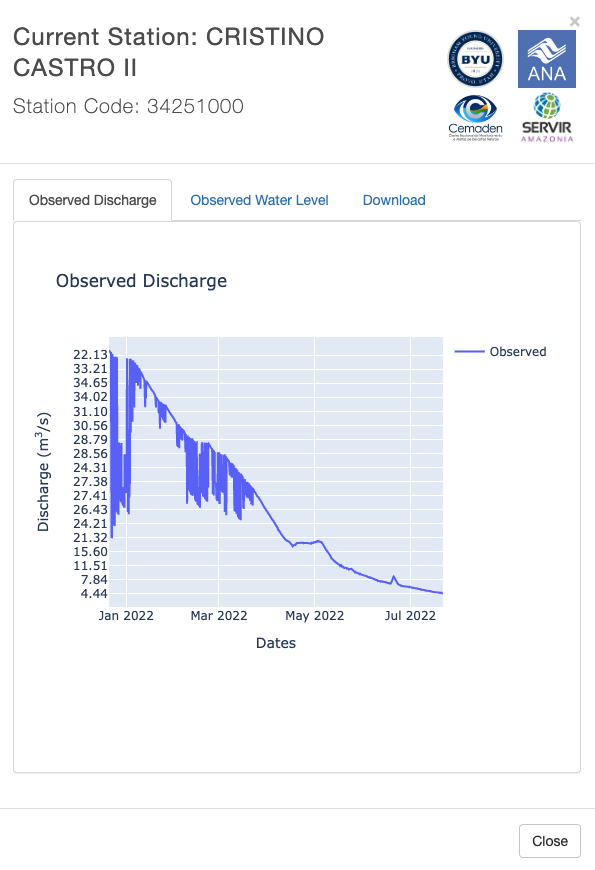 ×
Current Station: CRISTINO
CASTRO II
Station Code: 34251000
BYU
ANA
Cemaden
SERVIR
AMAZONIA
Observed Discharge
Observed Water Level
Download
Observed Discharge
Observed
22.13
33.21
34.65
34.02
31.10
30.56
28.79
28.56
24.31
27.38
27.41
26.43
24.21
21.32
15.60
11.51
7.84
4.44
Discharge (m³/s)
Jan 2022
Mar 2022
May 2022
Jul 2022
Dates
Close